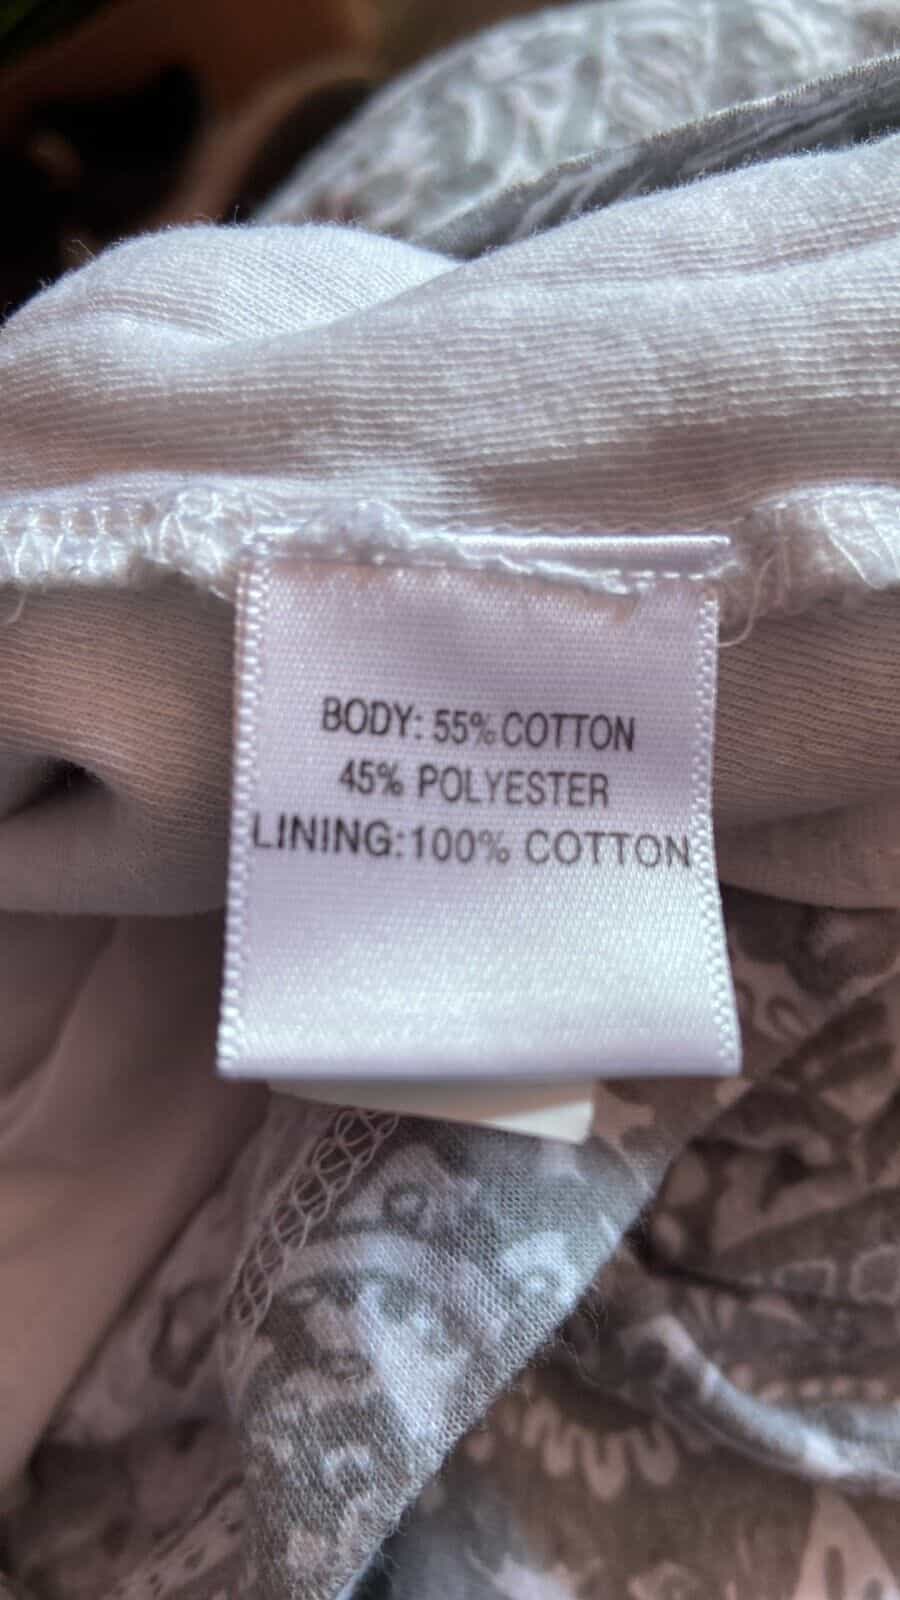 BODY: 55% COTTON
45% POLYESTER
LINING:100% COTTON